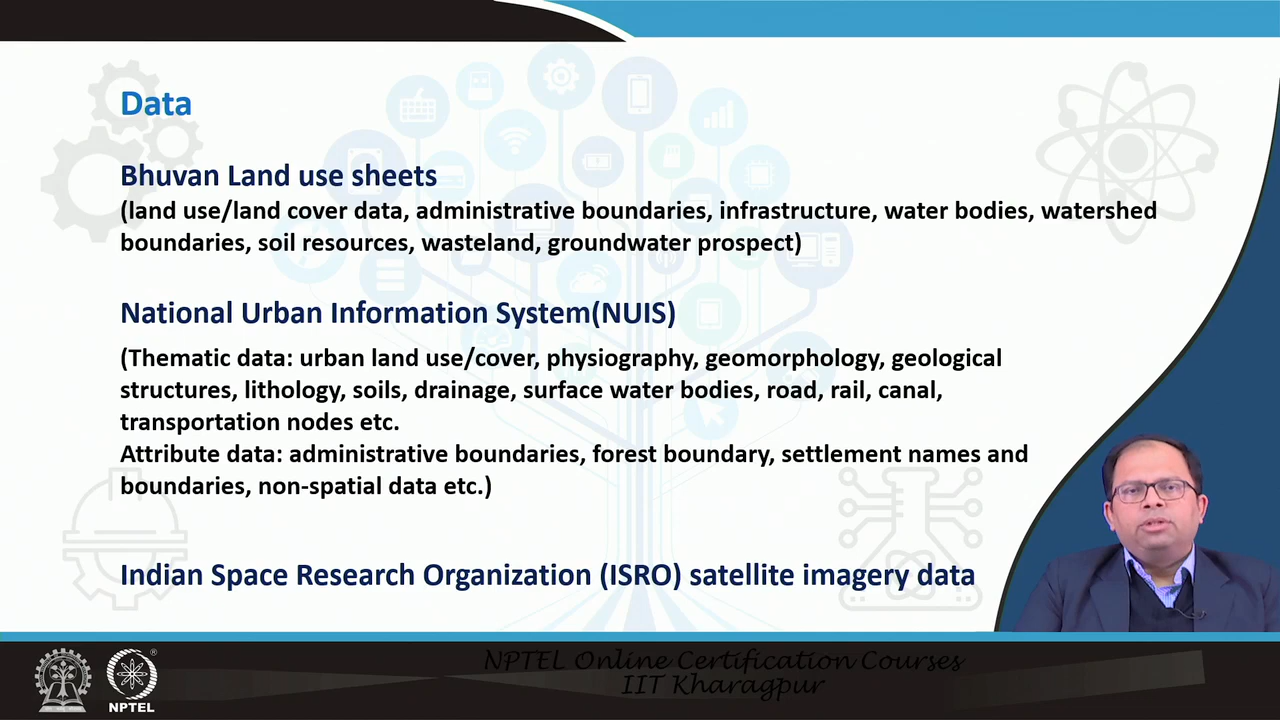 Data
Bhuvan Land use sheets
(land use/land cover data, administrative boundaries, infrastructure, water bodies, watershed
boundaries, soil resources, wasteland, groundwater prospect)
National Urban Information System(NUIS)
(Thematic data: urban land use/cover, physiography, geomorphology, geological
structures, lithology, soils, drainage, surface water bodies, road, rail, canal,
transportation nodes etc.
Attribute data: administrative boundaries, forest boundary, settlement names and
boundaries, non-spatial data etc.)
Indian Space Research Organization (ISRO) satellite imagery data
NPTEL Online Certification Courses
IIT Kharagpur
NPTEL
®